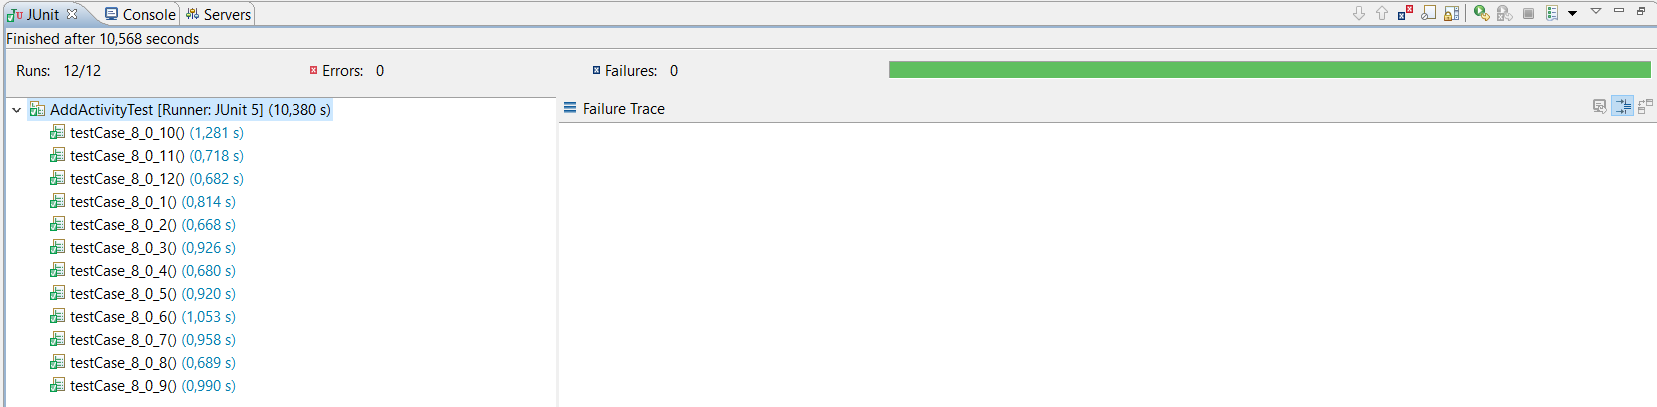 JUnit Console Servers
Finished after 10,568 seconds
Runs: 12/12 Errors: 0 Failures: 0
AddActivityTest [Runner: JUnit 5] (10,380 s)
Failure Trace
testCase_8_0_10() (1,281 s)
testCase_8_0_11() (0,718 s)
testCase_8_0_12() (0,682 s)
testCase_8_0_1() (0,814 s)
testCase_8_0_2() (0,668 s)
testCase_8_0_3() (0,926 s)
testCase_8_0_4() (0,680 s)
testCase_8_0_5() (0,920 s)
testCase_8_0_6() (1,053 s)
testCase_8_0_7() (0,958 s)
testCase_8_0_8() (0,689 s)
testCase_8_0_9() (0,990 s)